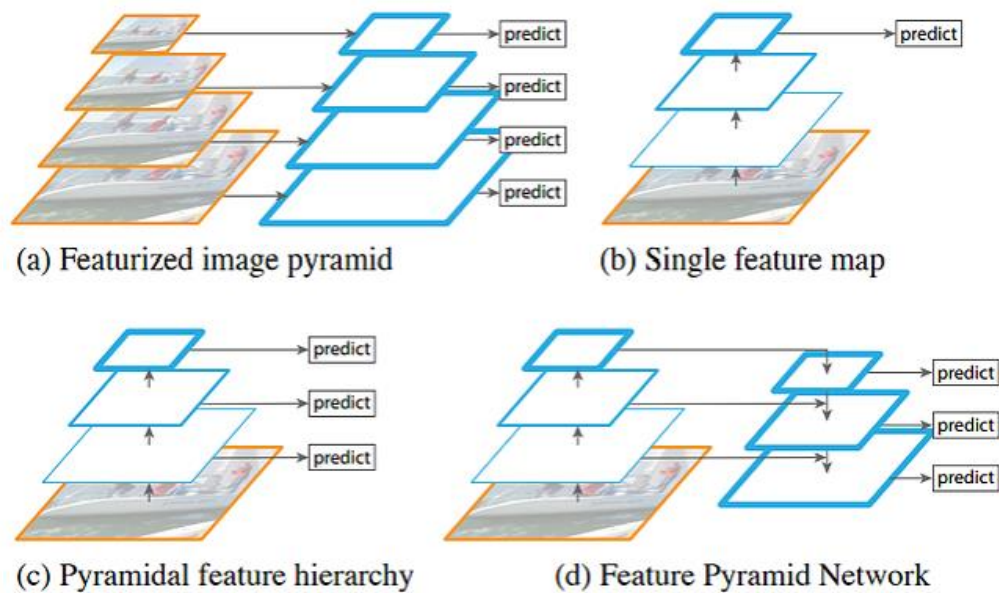 predict
predict
predict
predict
(a) Featurized image pyramid
predict
(b) Single feature map
predict
predict
predict
(c) Pyramidal feature hierarchy
predict
predict
predict
(d) Feature Pyramid Network